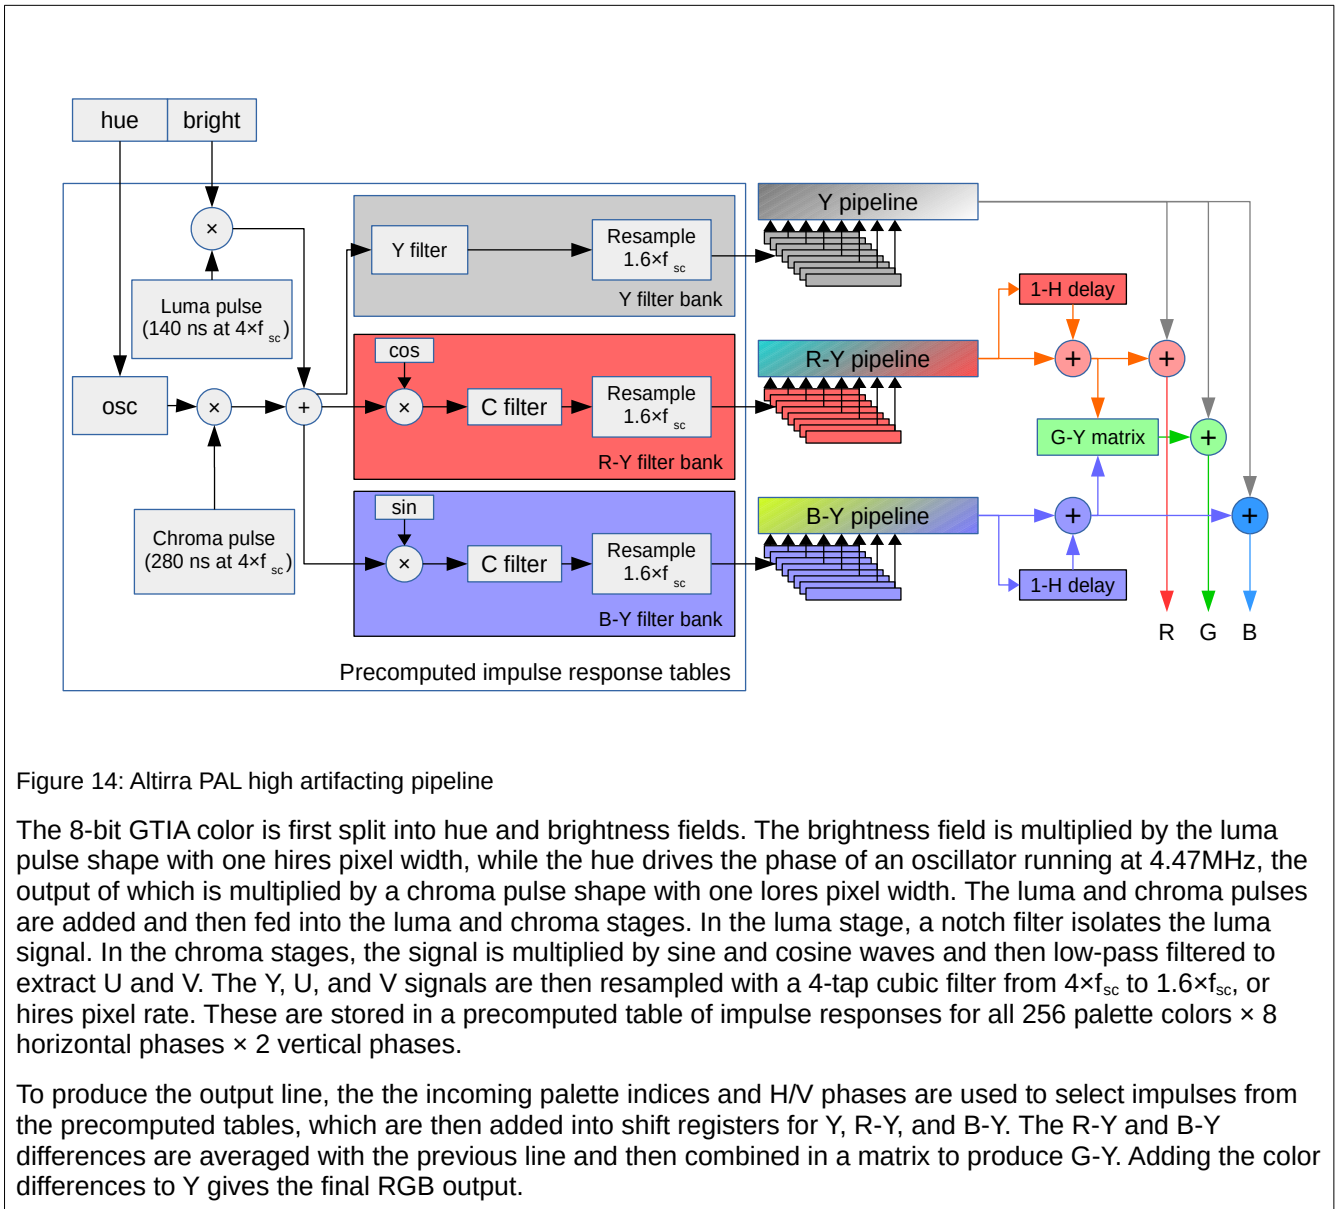 hue bright
× Y pipeline
Y filter Resample
1.6×fsc
Y filter bank
Luma pulse
(140 ns at 4×fsc)
1-H delay
cos
R-Y pipeline
+ +
osc × + × C filter Resample
1.6×fsc
R-Y filter bank
G-Y matrix +
sin
B-Y pipeline
+ +
Chroma pulse
(280 ns at 4×fsc)
× C filter Resample
1.6×fsc
B-Y filter bank
1-H delay
R G B
Precomputed impulse response tables
Figure 14: Altirra PAL high artifacting pipeline
The 8-bit GTIA color is first split into hue and brightness fields. The brightness field is multiplied by the luma
pulse shape with one hires pixel width, while the hue drives the phase of an oscillator running at 4.47MHz, the
output of which is multiplied by a chroma pulse shape with one lores pixel width. The luma and chroma pulses
are added and then fed into the luma and chroma stages. In the luma stage, a notch filter isolates the luma
signal. In the chroma stages, the signal is multiplied by sine and cosine waves and then low-pass filtered to
extract U and V. The Y, U, and V signals are then resampled with a 4-tap cubic filter from 4×fsc to 1.6×fsc, or
hires pixel rate. These are stored in a precomputed table of impulse responses for all 256 palette colors × 8
horizontal phases × 2 vertical phases.
To produce the output line, the the incoming palette indices and H/V phases are used to select impulses from
the precomputed tables, which are then added into shift registers for Y, R-Y, and B-Y. The R-Y and B-Y
differences are averaged with the previous line and then combined in a matrix to produce G-Y. Adding the color
differences to Y gives the final RGB output.